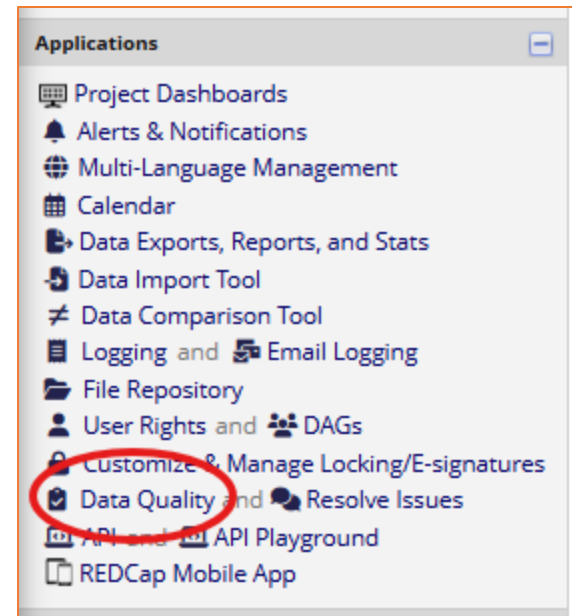 Applications
Project Dashboards
Alerts & Notifications
Multi-Language Management
Calendar
Data Exports, Reports, and Stats
Data Import Tool
Data Comparison Tool
Logging and Email Logging
File Repository
User Rights and DAGs
Customize & Manage Locking/E-signatures
Data Quality and Resolve Issues
API and API Playground
REDCap Mobile App